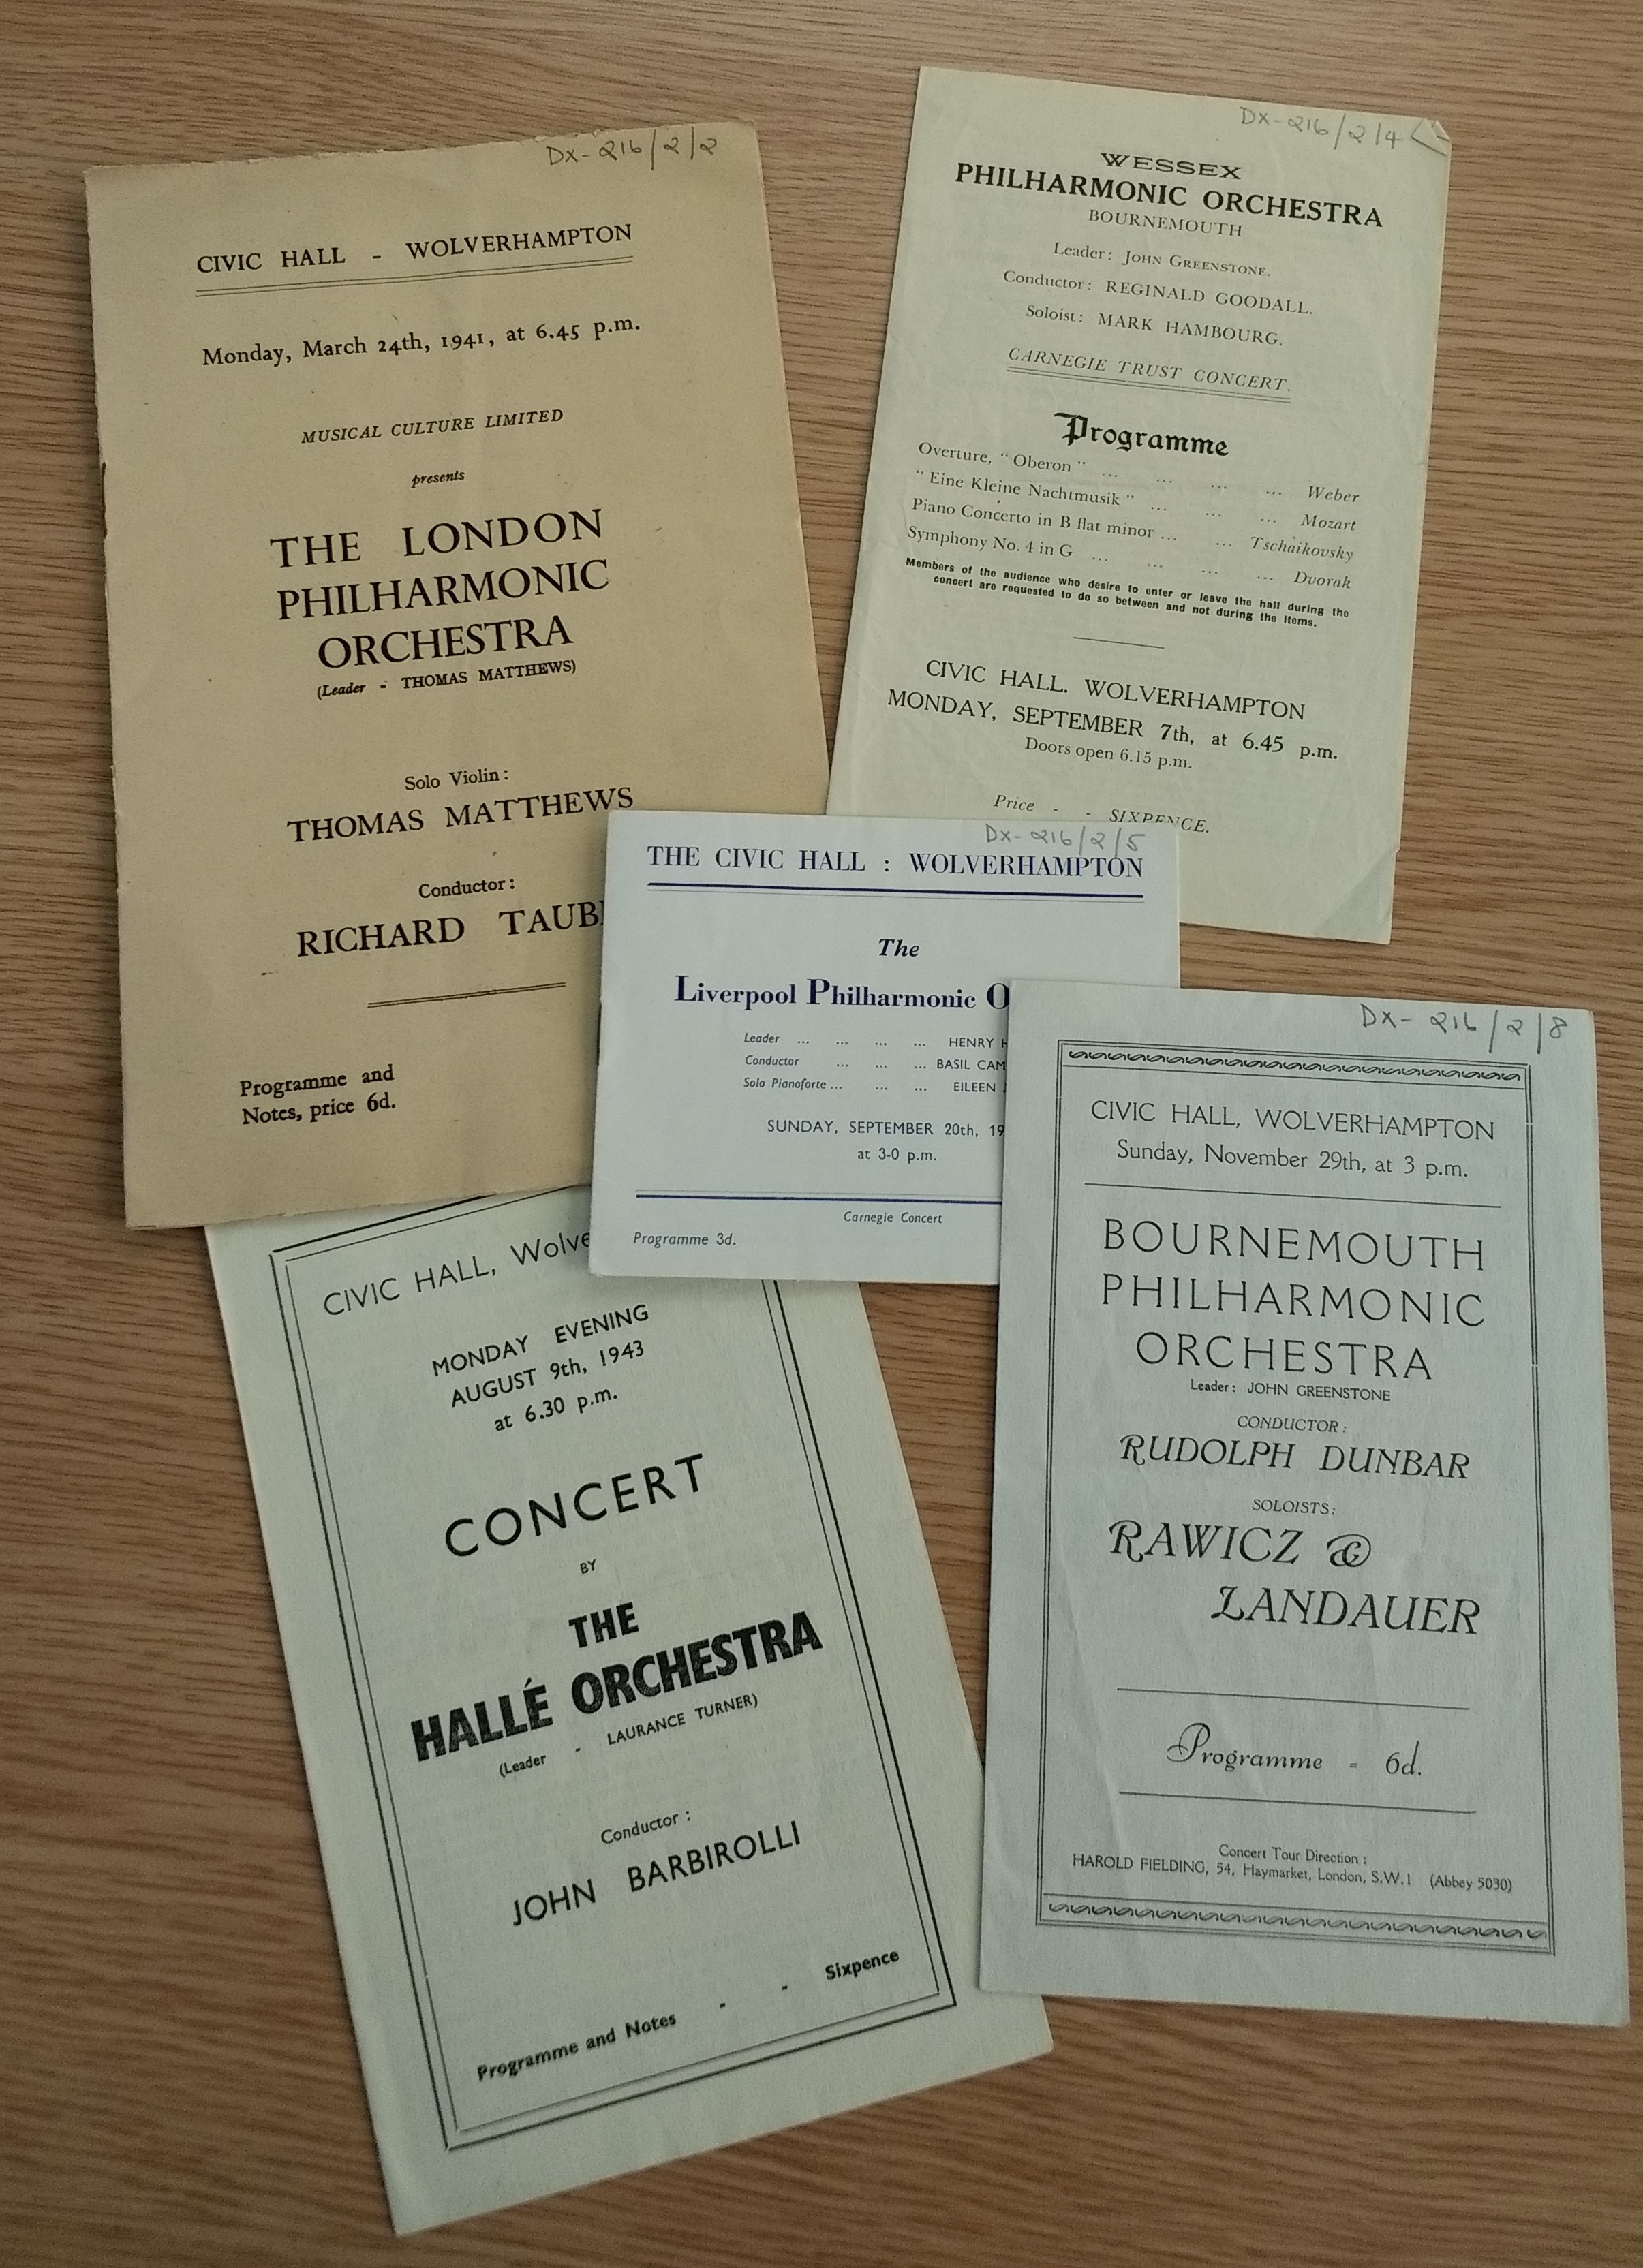 DX-216/2/2
CIVIC HALL - WOLVERHAMPTON
Monday, March 24th, 1941, at 6.45 p.m.
MUSICAL CULTURE LIMITED
presents
THE LONDON
PHILHARMONIC
ORCHESTRA
(Leader - THOMAS MATTHEWS)
Solo Violin:
THOMAS MATTHEWS
Conductor:
RICHARD
Programme and
Notes, price 6d.
DX-216/2/4
WESSEX
PHILHARMONIC ORCHESTRA
BOURNEMOUTH
Leader: JOHN GREENSTONE.
Conductor: REGINALD GOODALL.
Soloist: MARK HAMBOURG.
CARNEGIE TRUST CONCERT.
Programme
Overture, "Oberon" ... ... ... ... Weber
"Eine Kleine Nachtmusik" ... ... ... Mozart
Piano Concerto in B flat minor ... ... Tschaikovsky
Symphony No. 4 in G ... ... ... ... Dvorak
Members of the audience who desire to enter or leave the hall during the
concert are requested to do so between and not during the items.
CIVIC HALL. WOLVERHAMPTON
MONDAY, SEPTEMBER 7th, at 6.45 p.m.
Doors open 6.15 p.m.
Price - - SIXPENCE.
DX-216/2/5
THE CIVIC HALL : WOLVERHAMPTON
The
Liverpool Philharmonic
Leader ... ... ... ... HENRY
Conductor ... ... ... BASIL
Solo Pianoforte ... ... ... EILEEN
SUNDAY, SEPTEMBER 20th,
at 3-0 p.m.
Carnegie Concert
Programme 3d.
DX-216/2/8
CIVIC HALL, WOLVERHAMPTON
Sunday, November 29th, at 3 p.m.
BOURNEMOUTH
PHILHARMONIC
ORCHESTRA
Leader: JOHN GREENSTONE
CONDUCTOR:
RUDOLPH DUNBAR
SOLOISTS:
RAWICZ &
LANDAUER
Programme - 6d.
Concert Tour Direction:
HAROLD FIELDING, 54, Haymarket, London, S.W.1 (Abbey 5030)
CIVIC HALL,
MONDAY EVENING
AUGUST 9th, 1943
at 6.30 p.m.
CONCERT
BY
THE
HALLÉ ORCHESTRA
(Leader - LAURANCE TURNER)
Conductor:
JOHN BARBIROLLI
Programme and Notes - - Sixpence